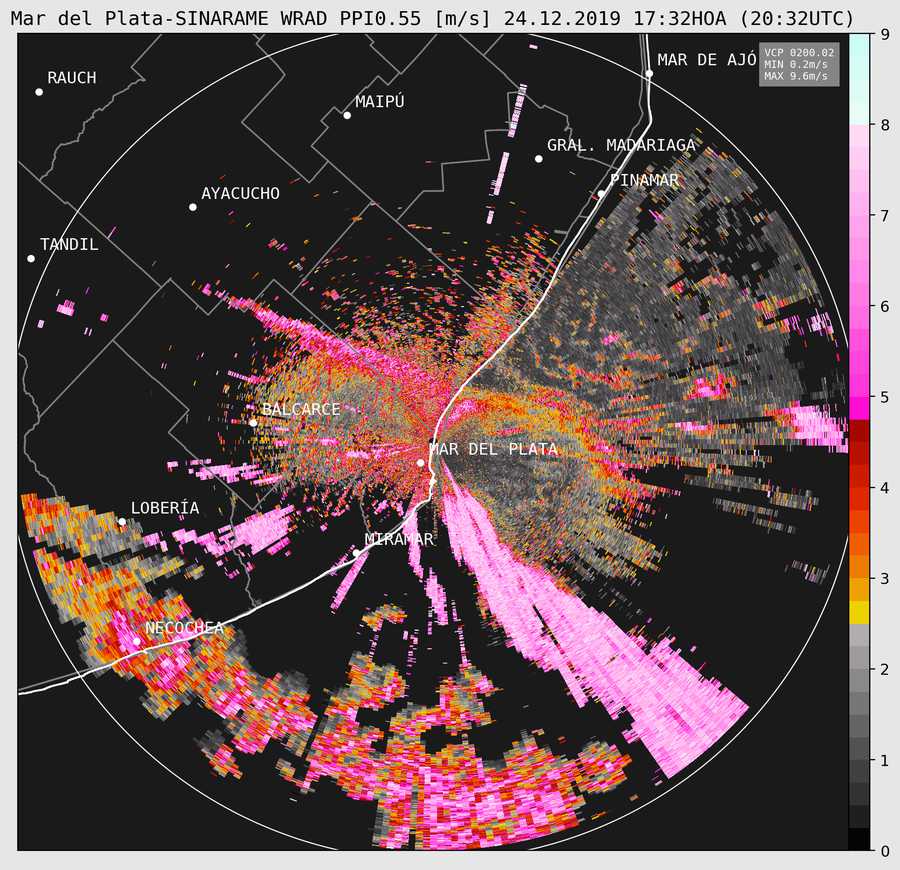 Mar del Plata-SINARAME WRAD PPI0.55 [m/s] 24.12.2019 17:32HOA (20:32UTC)
VCP 0200.02
MIN 0.2m/s
MAX 9.6m/s
MAR DE AJÓ
RAUCH
MAIPÚ
GRAL. MADARIAGA
PINAMAR
AYACUCHO
TANDIL
BALCARCE
MAR DEL PLATA
LOBERÍA
MIRAMAR
NECOCHEA
9
8
7
6
5
4
3
2
1
0